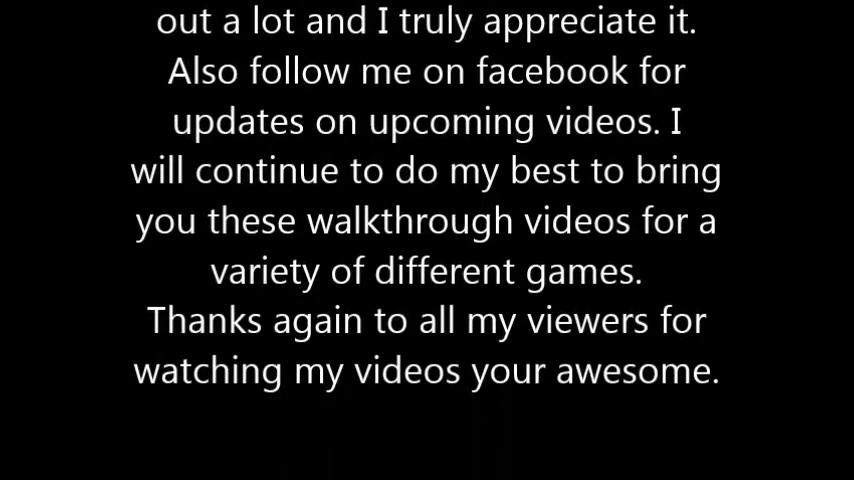 out a lot and I truly appreciate it.
Also follow me on facebook for
updates on upcoming videos. I
will continue to do my best to bring
you these walkthrough videos for a
variety of different games.
Thanks again to all my viewers for
watching my videos your awesome.